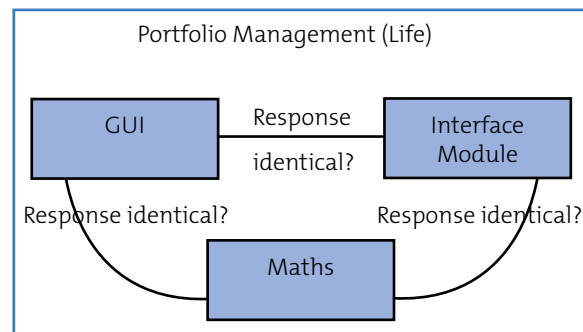 Portfolio Management (Life)
GUI
Response
identical?
Interface
Module
Response identical?
Response identical?
Maths